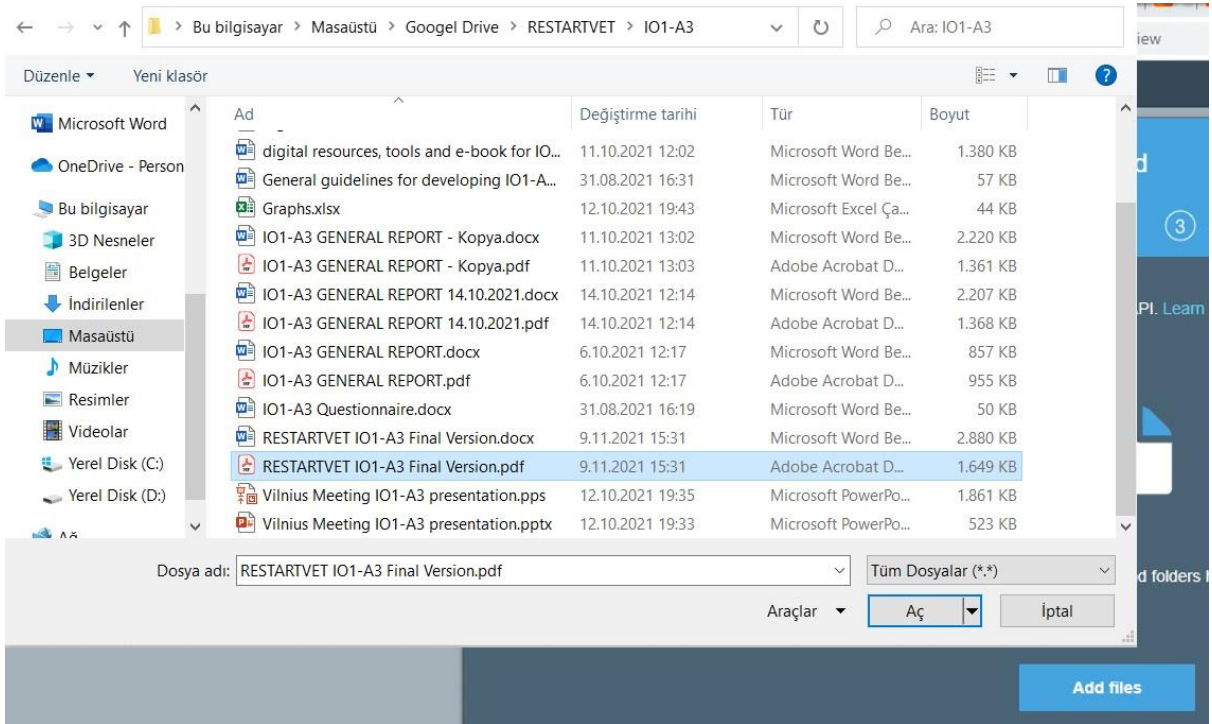 Bu bilgisayar > Masaüstü > Googel Drive > RESTARTVET > IO1-A3
Ara: IO1-A3
iew
Düzenle
Yeni klasör
Microsoft Word
OneDrive - Person
Bu bilgisayar
3D Nesneler
Belgeler
İndirilenler
Masaüstü
Müzikler
Resimler
Videolar
Yerel Disk (C:)
Yerel Disk (D:)
Ağ
Ad Değiştirme tarihi Tür Boyut
digital resources, tools and e-book for IO... 11.10.2021 12:02 Microsoft Word Be... 1.380 KB
General guidelines for developing IO1-A... 31.08.2021 16:31 Microsoft Word Be... 57 KB
Graphs.xlsx 12.10.2021 19:43 Microsoft Excel Ça... 44 KB
IO1-A3 GENERAL REPORT - Kopya.docx 11.10.2021 13:02 Microsoft Word Be... 2.220 KB
IO1-A3 GENERAL REPORT - Kopya.pdf 11.10.2021 13:03 Adobe Acrobat D... 1.361 KB
IO1-A3 GENERAL REPORT 14.10.2021.docx 14.10.2021 12:14 Microsoft Word Be... 2.207 KB
IO1-A3 GENERAL REPORT 14.10.2021.pdf 14.10.2021 12:14 Adobe Acrobat D... 1.368 KB
IO1-A3 GENERAL REPORT.docx 6.10.2021 12:17 Microsoft Word Be... 857 KB
IO1-A3 GENERAL REPORT.pdf 6.10.2021 12:17 Adobe Acrobat D... 955 KB
IO1-A3 Questionnaire.docx 31.08.2021 16:19 Microsoft Word Be... 50 KB
RESTARTVET IO1-A3 Final Version.docx 9.11.2021 15:31 Microsoft Word Be... 2.880 KB
RESTARTVET IO1-A3 Final Version.pdf 9.11.2021 15:31 Adobe Acrobat D... 1.649 KB
Vilnius Meeting IO1-A3 presentation.pps 12.10.2021 19:35 Microsoft PowerPo... 1.861 KB
Vilnius Meeting IO1-A3 presentation.pptx 12.10.2021 19:33 Microsoft PowerPo... 523 KB
d
3
PI. Learn
d folders
Dosya adı: RESTARTVET IO1-A3 Final Version.pdf
Tüm Dosyalar (*.*)
Araçlar
Aç
İptal
Add files